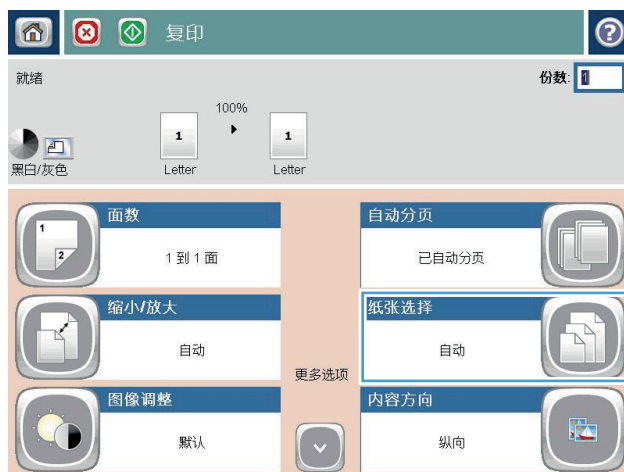 复印
就绪
份数: 1
100%
1
1
黑白/灰色
Letter
Letter
面数
1 到 1 面
1
2
自动分页
已自动分页
缩小/放大
自动
纸张选择
自动
更多选项
图像调整
默认
内容方向
纵向